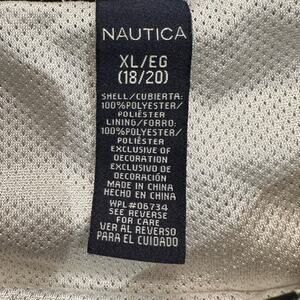 NAUTICA
XL/EG
(18/20)
SHELL/CUBIERTA:
100%POLYESTER/
POLIÉSTER
LINING/FORRO:
100%POLYESTER/
POLIÉSTER
EXCLUSIVE OF
DECORATION
EXCLUSIVO DE
DECORACIÓN
MADE IN CHINA
HECHO EN CHINA
WPL#06734
SEE REVERSE
FOR CARE
VER AL REVERSO
PARA EL CUIDADO